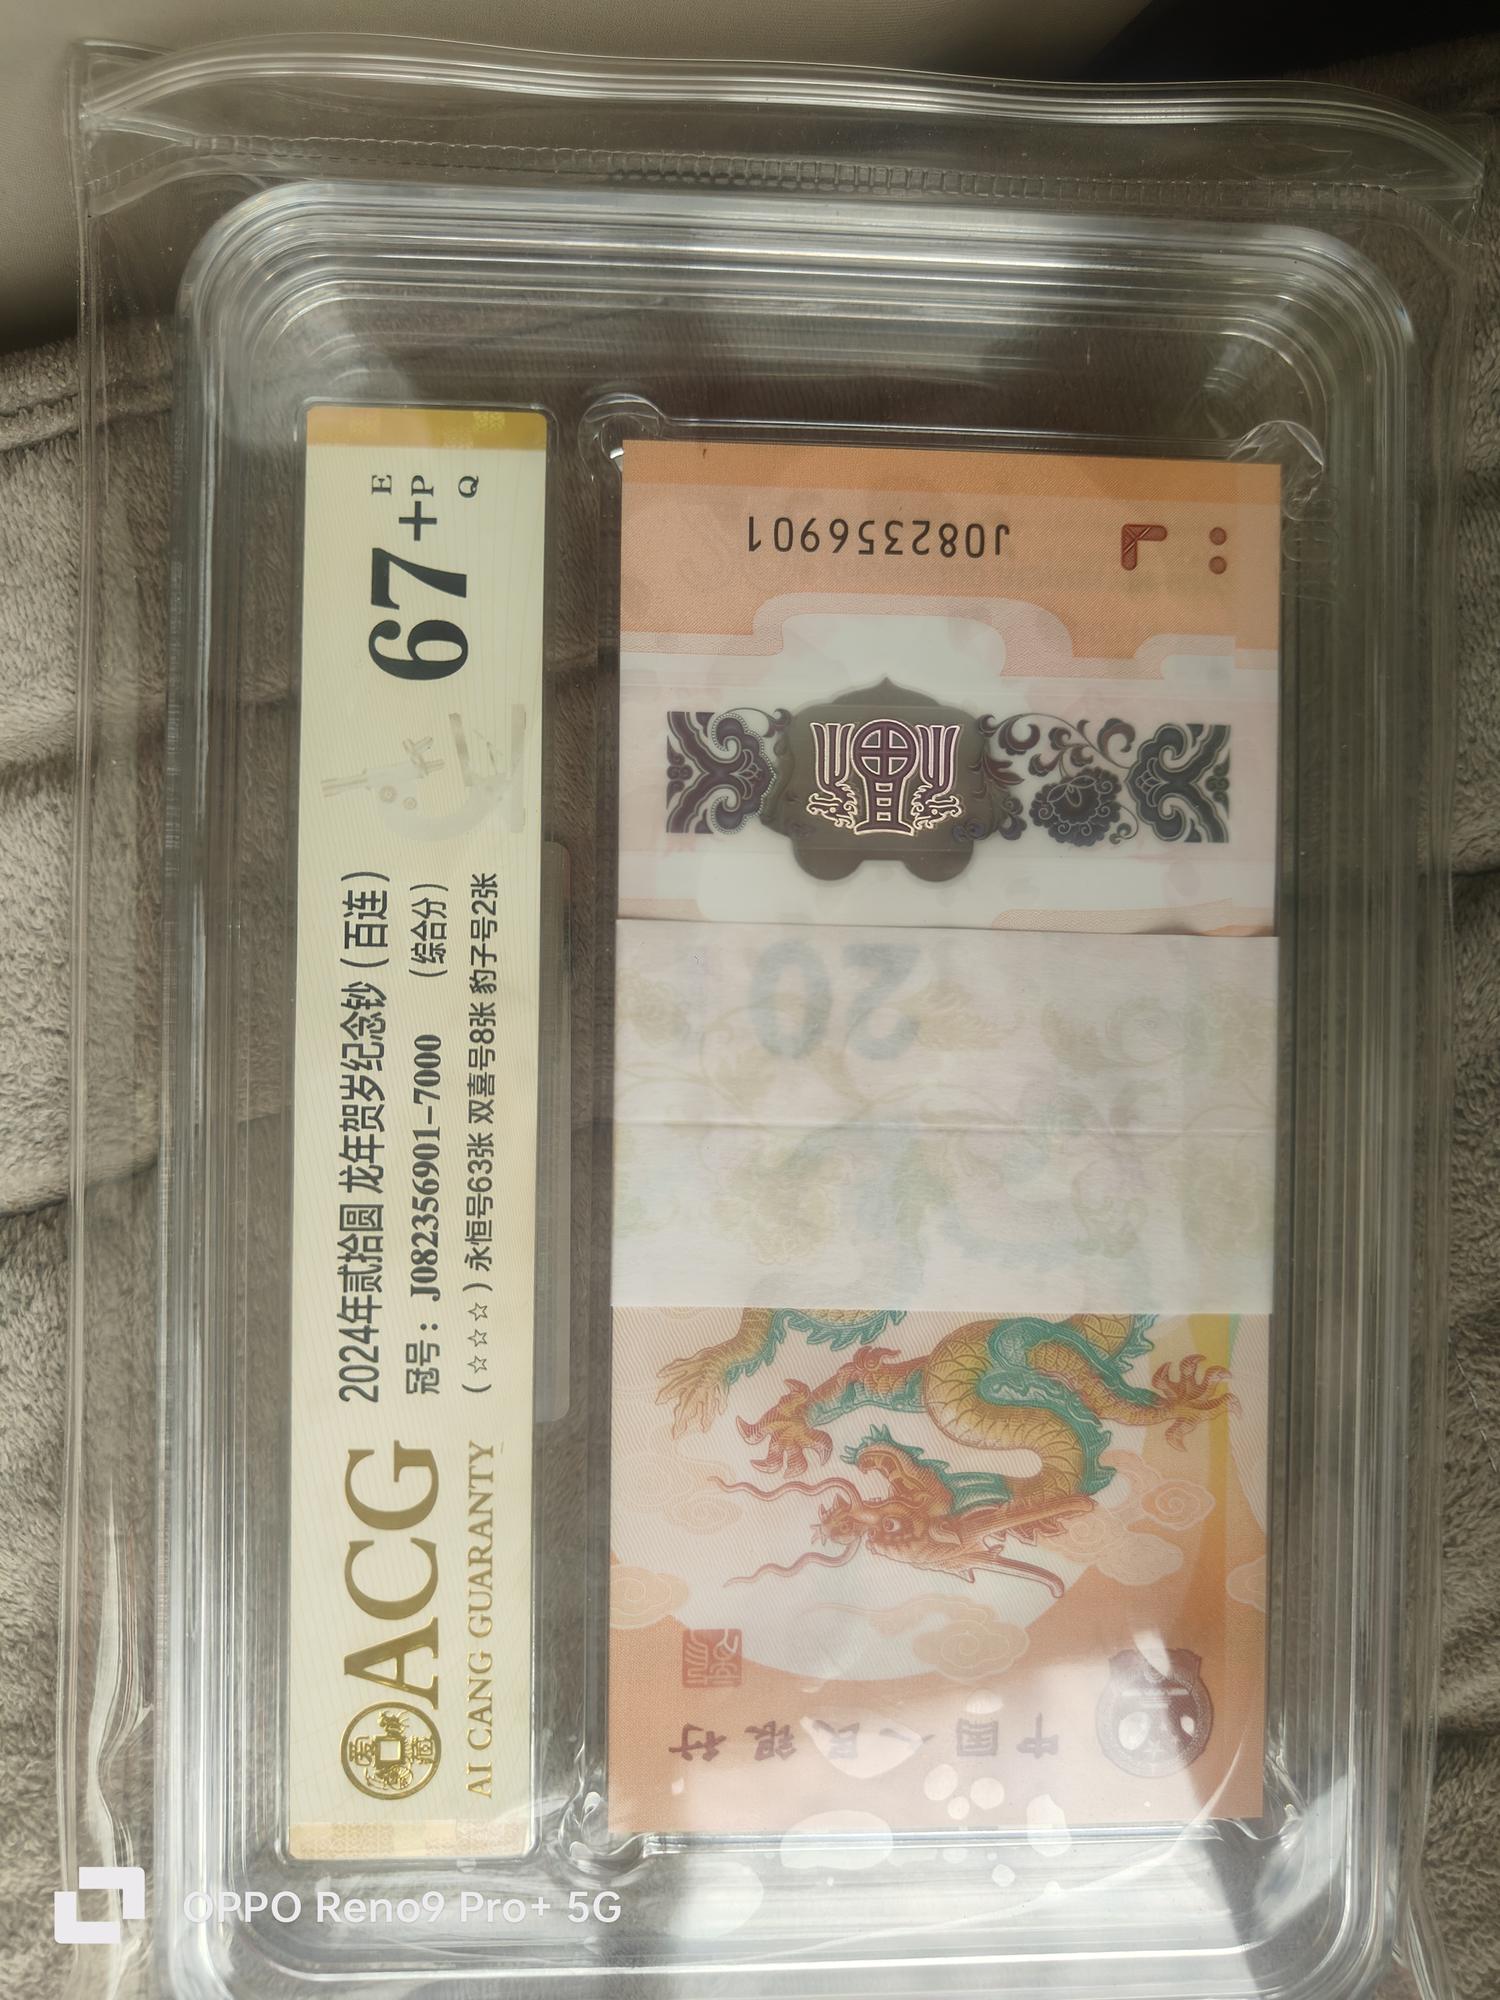 ACG
AI CANG GUARANTY
2024年贰拾圆 龙年贺岁纪念钞（百连）
冠号：J082356901-7000 （综合分）
（☆☆☆）永恒号63张 双喜号8张 豹子号2张
67+
E
P
Q
J082356901
20
中国人民银行
OPPO Reno9 Pro+ 5G